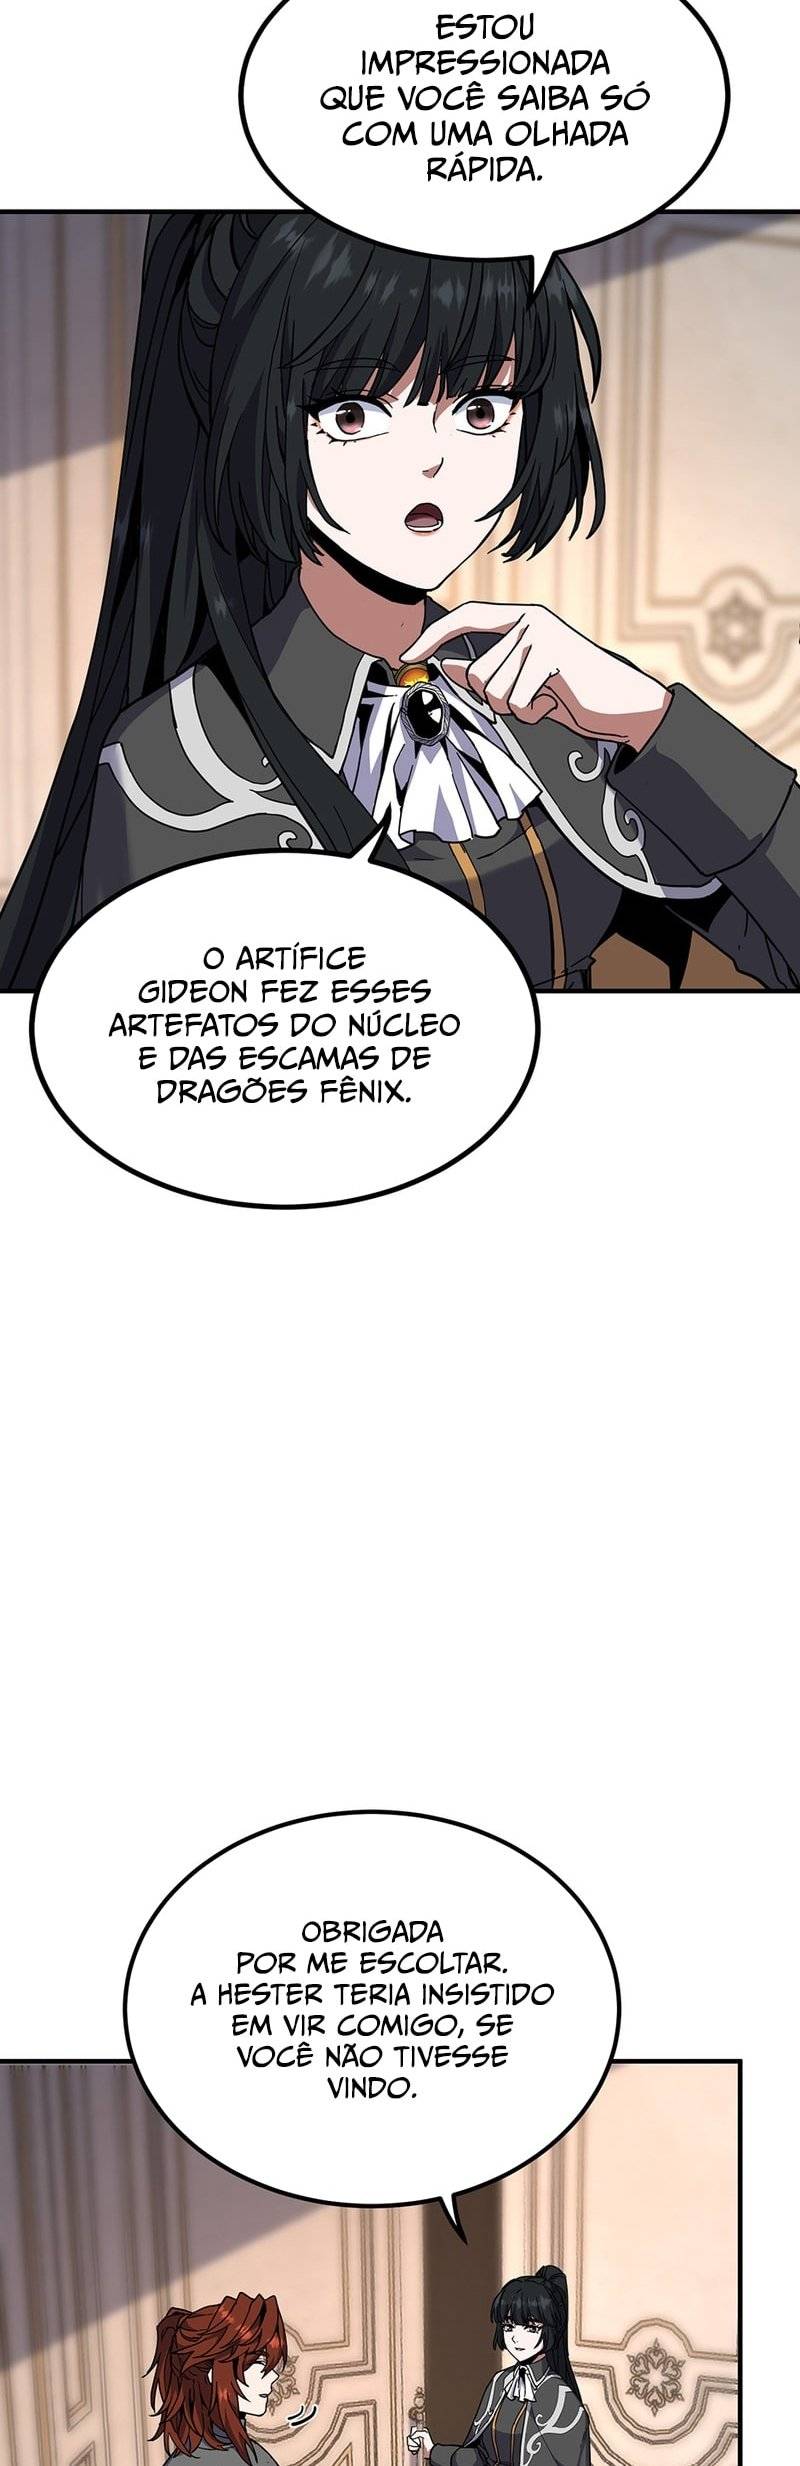 ESTOU
IMPRESSIONADA
QUE VOCÊ SAIBA SÓ
COM UMA OLHADA
RÁPIDA.
O ARTÍFICE
GIDEON FEZ ESSES
ARTEFATOS DO NÚCLEO
E DAS ESCAMAS DE
DRAGÕES FÊNIX.
OBRIGADA
POR ME ESCOLTAR.
A HESTER TERIA INSISTIDO
EM VIR COMIGO, SE
VOCÊ NÃO TIVESSE
VINDO.